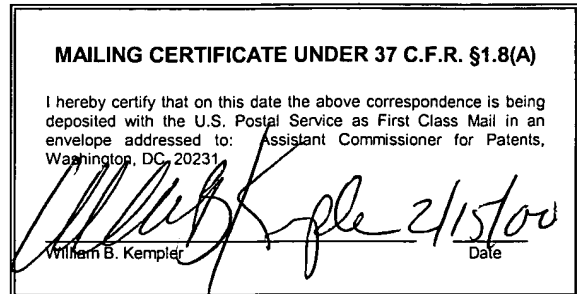 MAILING CERTIFICATE UNDER 37 C.F.R. §1.8(A)
I hereby certify that on this date the above correspondence is being
deposited with the U.S. Postal Service as First Class Mail in an
envelope addressed to: Assistant Commissioner for Patents,
Washington, DC 20231
2/15/00
William B. Kempler Date